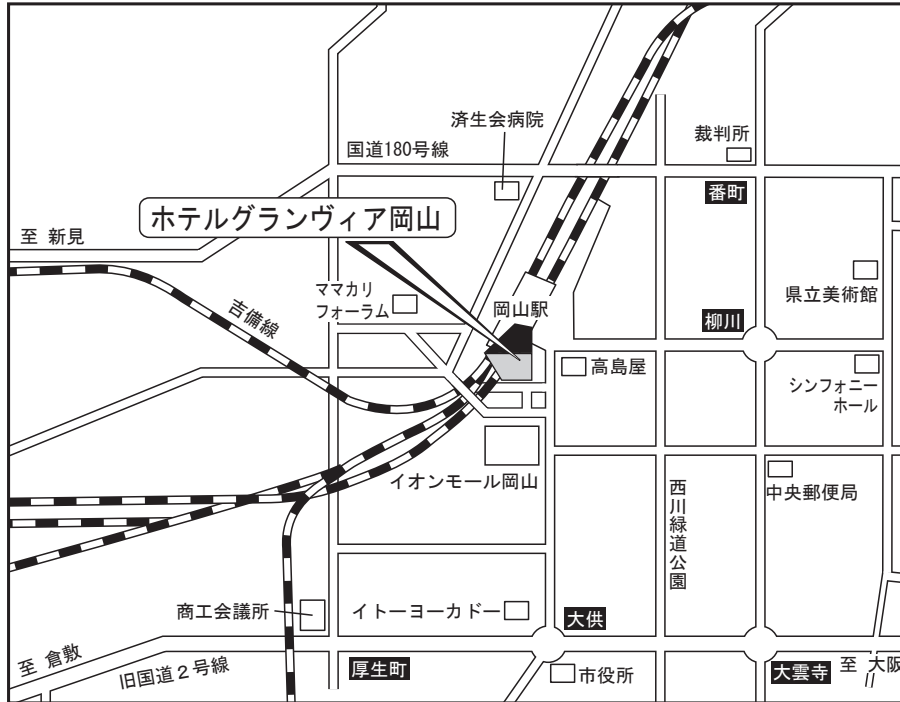 済生会病院
裁判所
国道180号線
番町
ホテルグランヴィア岡山
至 新見
ママカリ
フォーラム
岡山駅
県立美術館
吉備線
柳川
高島屋
シンフォニー
ホール
イオンモール岡山
中央郵便局
西川緑道公園
商工会議所
イトーヨーカドー
大供
至 倉敷
旧国道2号線
厚生町
市役所
大雲寺
至 大阪